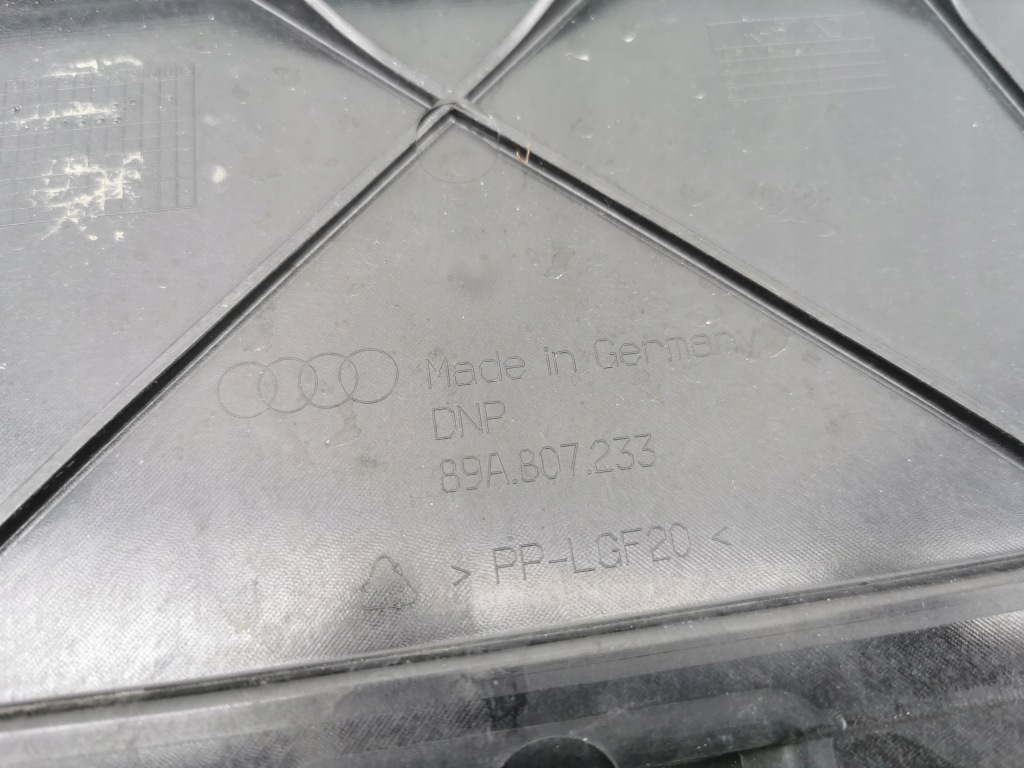 Made in Germany
DNP
89A.807.233
> PP-LGF20 <